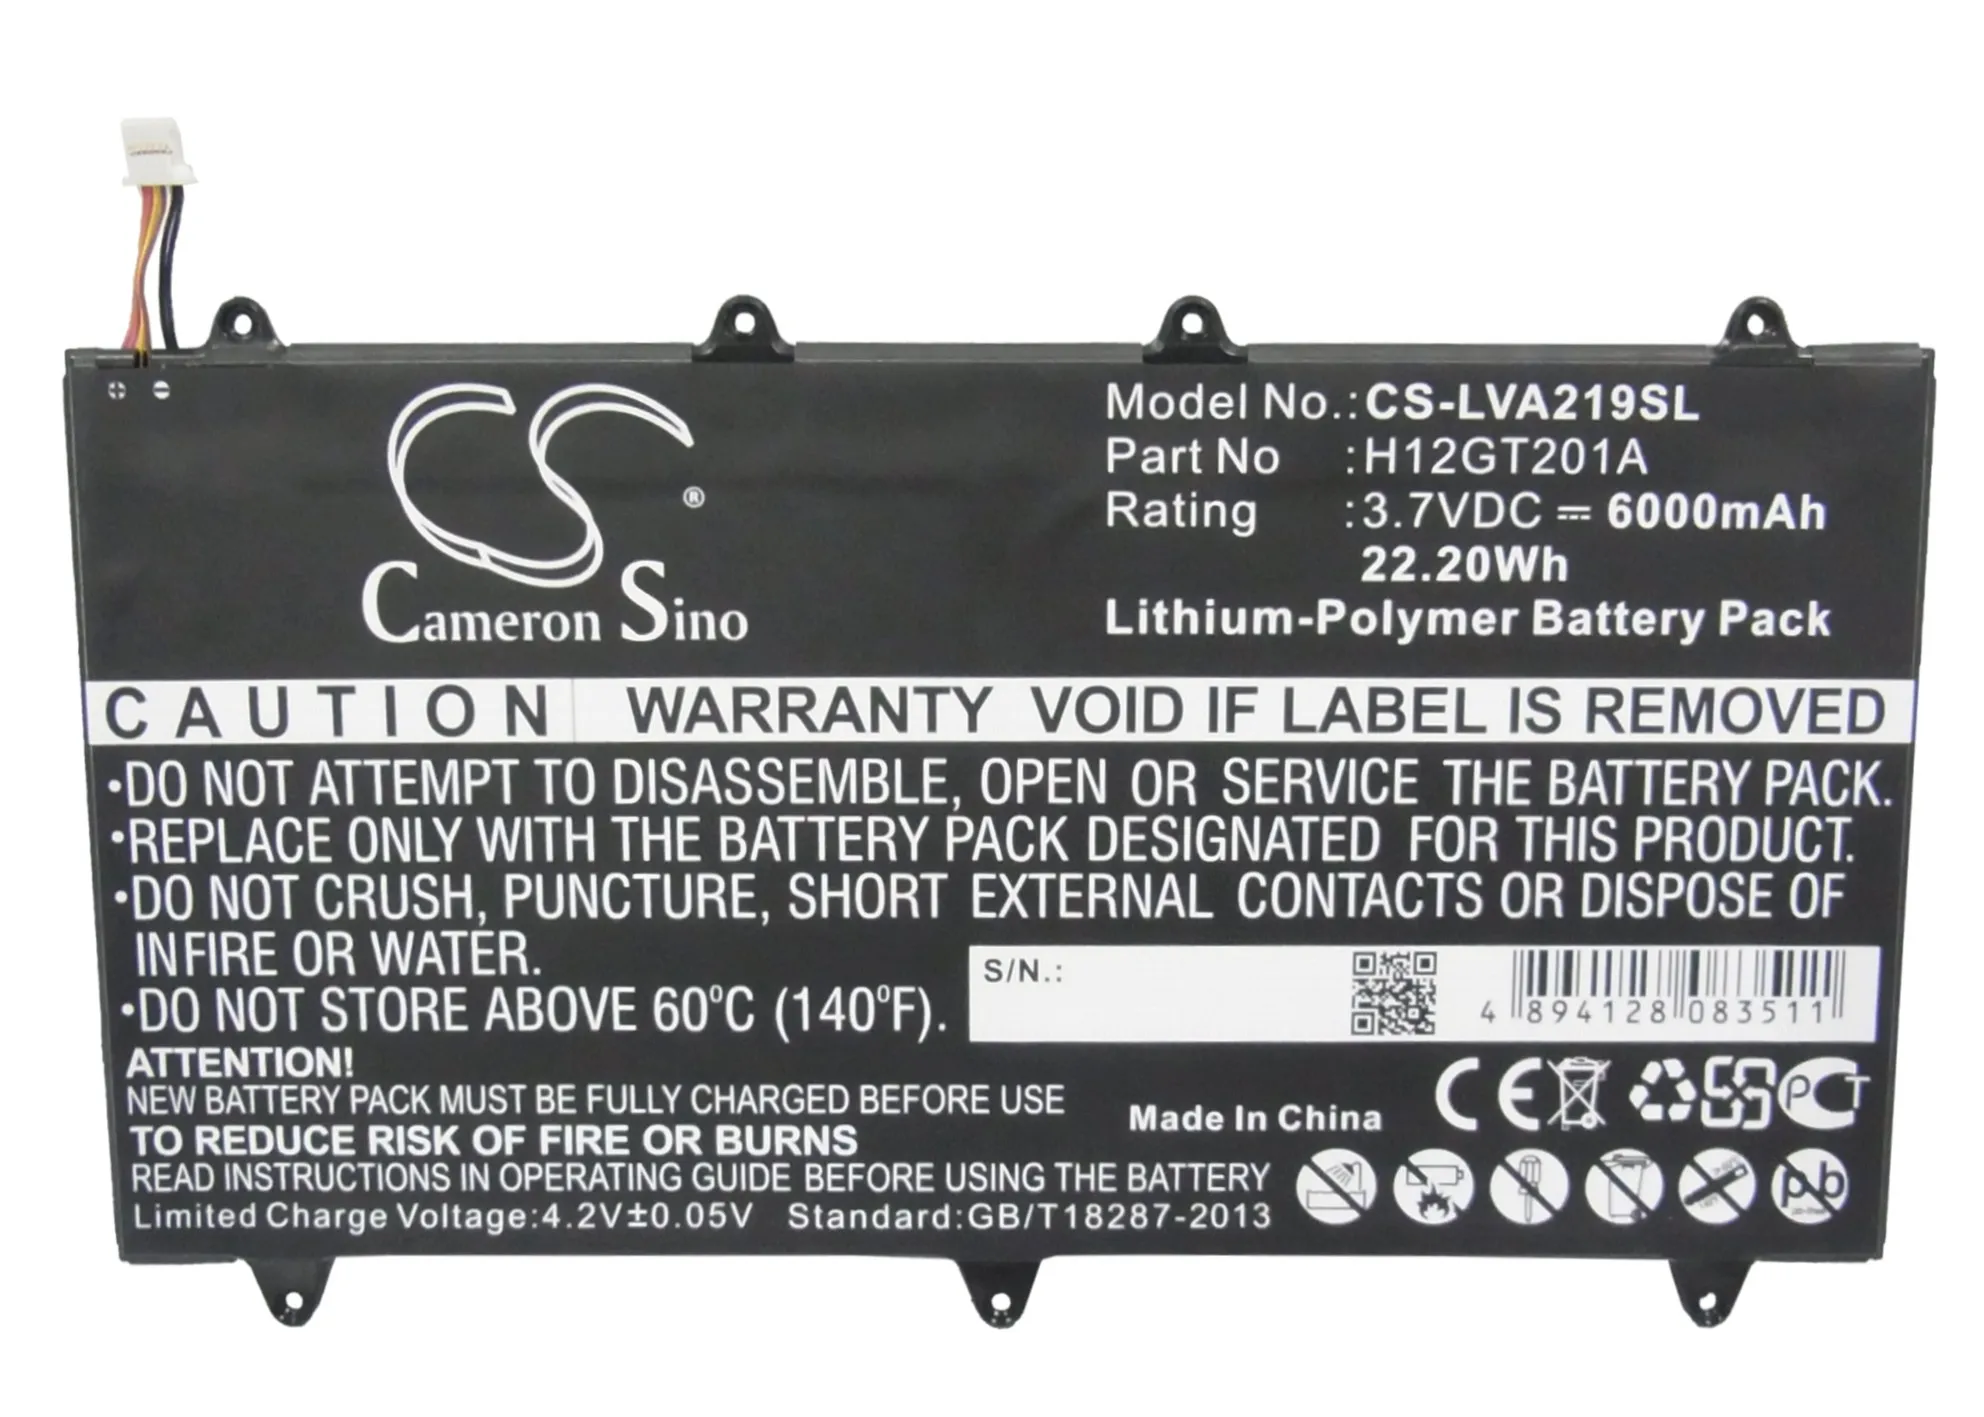 CS ®
Cameron Sino
Model No.:CS-LVA219SL
Part No :H12GT201A
Rating :3.7VDC ⎓ 6000mAh
22.20Wh
Lithium-Polymer Battery Pack
CAUTION WARRANTY VOID IF LABEL IS REMOVED
•DO NOT ATTEMPT TO DISASSEMBLE, OPEN OR SERVICE THE BATTERY PACK.
•REPLACE ONLY WITH THE BATTERY PACK DESIGNATED FOR THIS PRODUCT.
•DO NOT CRUSH, PUNCTURE, SHORT EXTERNAL CONTACTS OR DISPOSE OF
IN FIRE OR WATER.
•DO NOT STORE ABOVE 60°C (140°F).
S/N.:
4 894128 083511
ATTENTION!
NEW BATTERY PACK MUST BE FULLY CHARGED BEFORE USE
TO REDUCE RISK OF FIRE OR BURNS
READ INSTRUCTIONS IN OPERATING GUIDE BEFORE USING THE BATTERY
Limited Charge Voltage:4.2V±0.05V Standard:GB/T18287-2013
Made In China
CE
PCT
pb